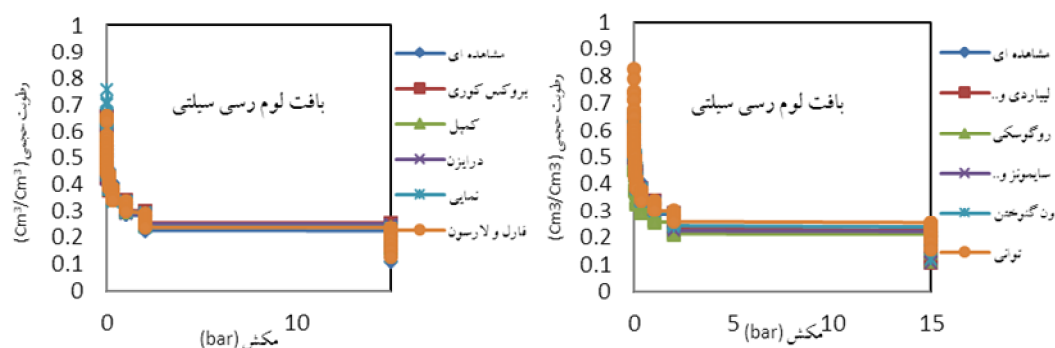 1
0.9
0.8
0.7
0.6
0.5
0.4
0.3
0.2
0.1
0
رطوبت حجمی (Cm³/Cm³)
بافت لوم رسی سیلتی
0 10
مکش (bar)
مشاهده ای
بروکس کوری
کمپل
درایزن
نمایی
فارل و لارسون
1
0.9
0.8
0.7
0.6
0.5
0.4
0.3
0.2
0.1
0
رطوبت حجمی (Cm3/Cm3)
بافت لوم رسی سیلتی
0 5 10 15
مکش (bar)
مشاهده ای
لیباردی و..
روگوسکی
سایمونز و..
ون گنوختن
توانی